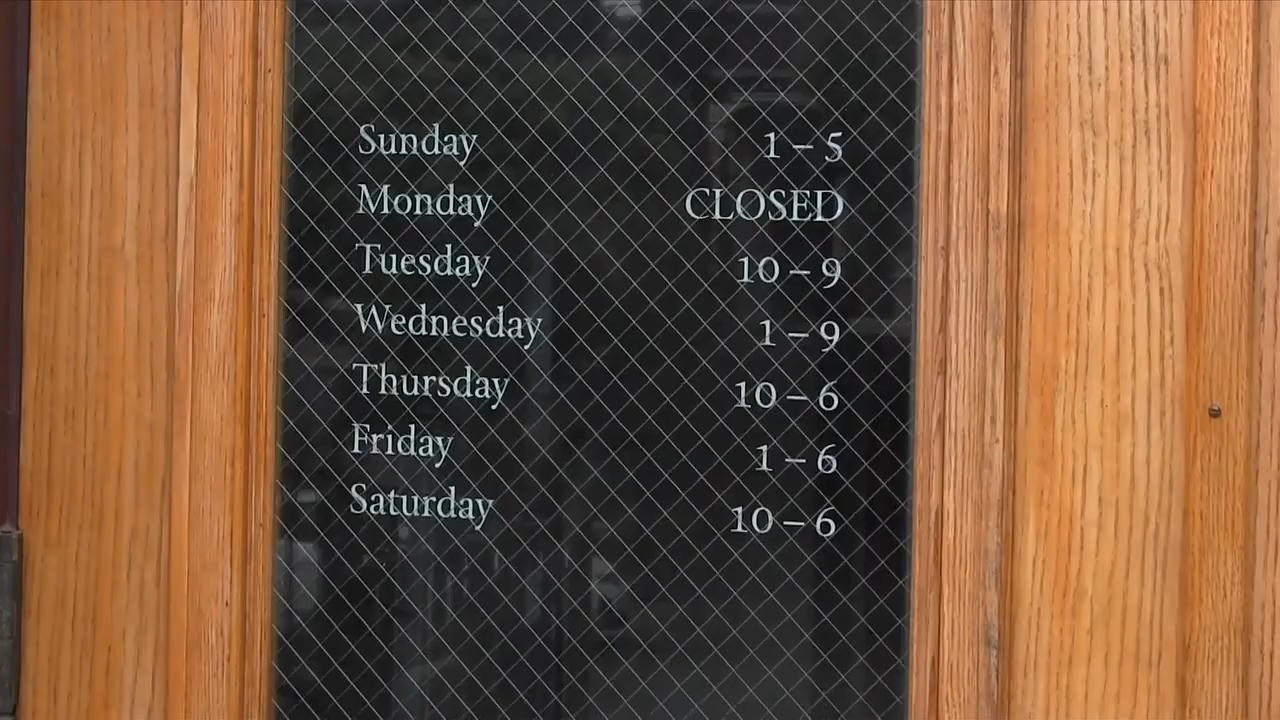 Sunday 1 – 5
Monday CLOSED
Tuesday 10 – 9
Wednesday 1 – 9
Thursday 10 – 6
Friday 1 – 6
Saturday 10 – 6